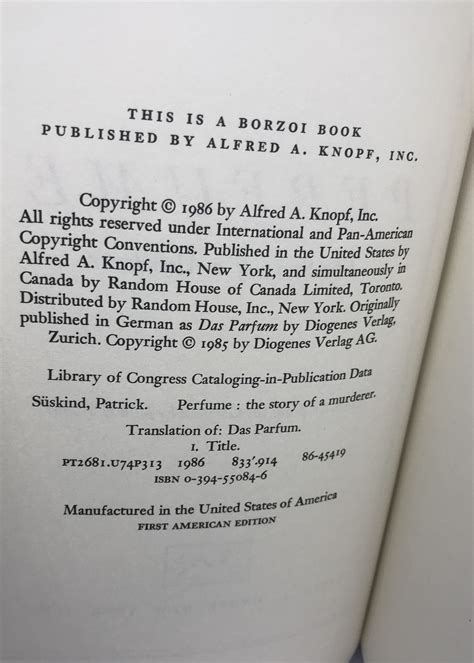 THIS IS A BORZOI BOOK
PUBLISHED BY ALFRED A. KNOPF, INC.
Copyright © 1986 by Alfred A. Knopf, Inc.
All rights reserved under International and Pan-American
Copyright Conventions. Published in the United States by
Alfred A. Knopf, Inc., New York, and simultaneously in
Canada by Random House of Canada Limited, Toronto.
Distributed by Random House, Inc., New York. Originally
published in German as Das Parfum by Diogenes Verlag,
Zurich. Copyright © 1985 by Diogenes Verlag AG.
Library of Congress Cataloging-in-Publication Data
Süskind, Patrick. Perfume : the story of a murderer.
Translation of: Das Parfum.
I. Title.
PT2681.U74P313 1986 833'.914 86-45419
ISBN 0-394-55084-6
Manufactured in the United States of America
FIRST AMERICAN EDITION